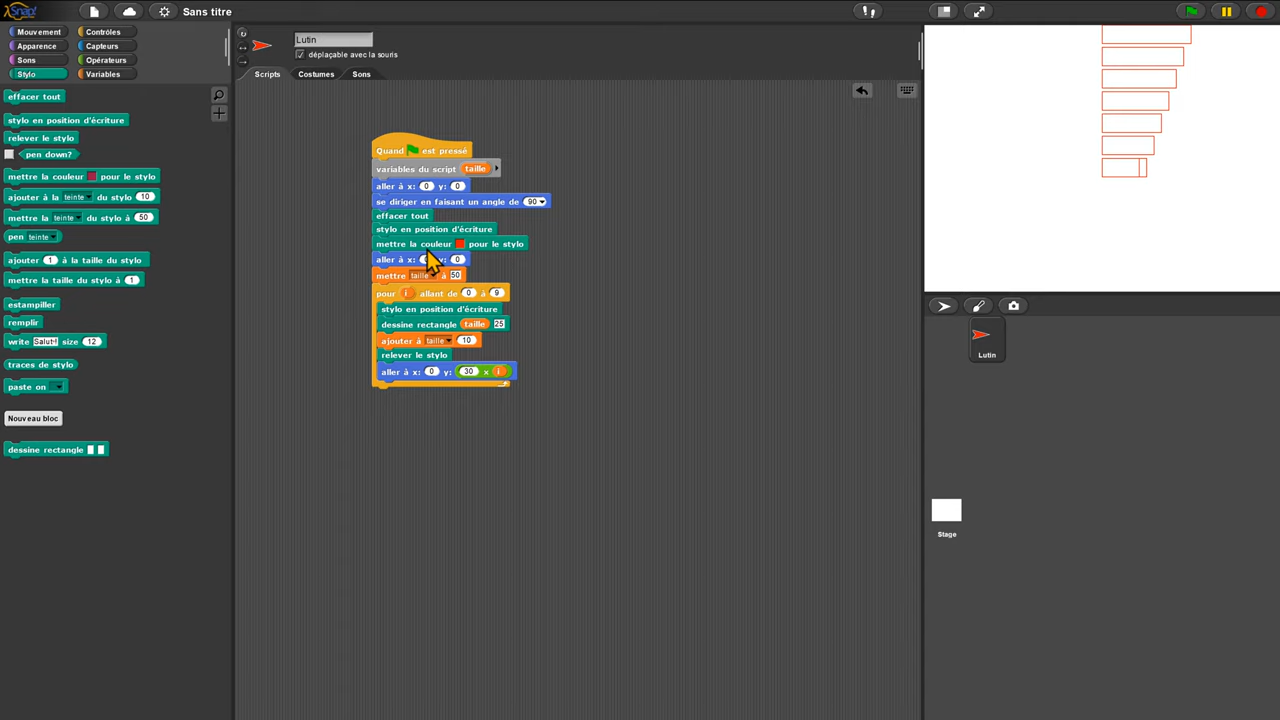 Snap! Sans titre
Mouvement Contrôles
Apparence Capteurs
Sons Opérateurs
Stylo Variables
effacer tout
stylo en position d'écriture
relever le stylo
pen down?
mettre la couleur pour le stylo
ajouter à la teinte du stylo 10
mettre la teinte du stylo à 50
pen teinte
ajouter 1 à la taille du stylo
mettre la taille du stylo à 1
estampiller
remplir
write Salut! size 12
traces de stylo
paste on
Nouveau bloc
dessine rectangle
Lutin
déplaçable avec la souris
Scripts Costumes Sons
Quand est pressé
variables du script taille
aller à x: 0 y: 0
se diriger en faisant un angle de 90
effacer tout
stylo en position d'écriture
mettre la couleur pour le stylo
aller à x: y: 0
mettre taille à 50
pour i allant de 0 à 9
stylo en position d'écriture
dessine rectangle taille 25
ajouter à taille 10
relever le stylo
aller à x: 0 y: 30 x i
Lutin
Stage